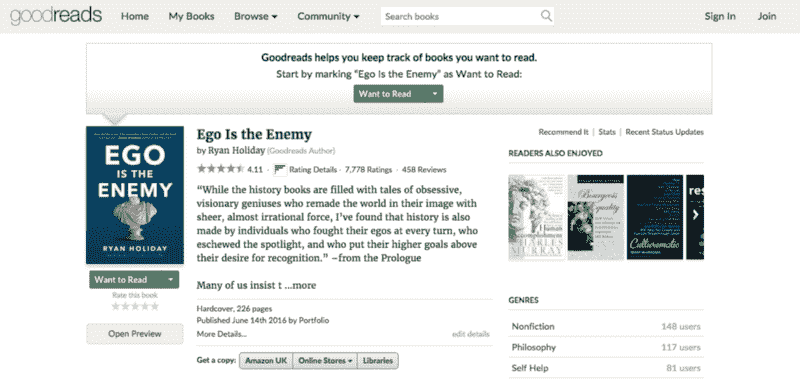 goodreads Home My Books Browse ▾ Community ▾ Search books Sign In Join
Goodreads helps you keep track of books you want to read.
Start by marking “Ego Is the Enemy” as Want to Read:
Want to Read
EGO
IS THE
ENEMY
RYAN HOLIDAY
Want to Read
Rate this book
Open Preview
Ego Is the Enemy
by Ryan Holiday (Goodreads Author)
4.11 · Rating Details · 7,778 Ratings · 458 Reviews
“While the history books are filled with tales of obsessive,
visionary geniuses who remade the world in their image with
sheer, almost irrational force, I’ve found that history is also
made by individuals who fought their egos at every turn, who
eschewed the spotlight, and who put their higher goals above
their desire for recognition.” –from the Prologue
Many of us insist t ...more
Hardcover, 226 pages
Published June 14th 2016 by Portfolio
More Details... edit details
Get a copy: Amazon UK Online Stores ▾ Libraries
Recommend It | Stats | Recent Status Updates
READERS ALSO ENJOYED
CHARLES
MURRAY
Bourgeois
equality
Culturematic
res
GENRES
Nonfiction 148 users
Philosophy 117 users
Self Help 81 users